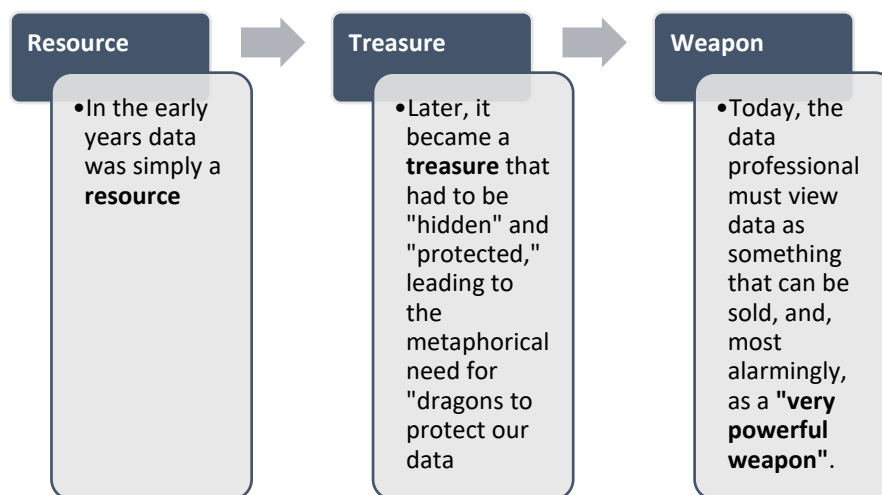 Resource
•In the early
years data
was simply a
resource
Treasure
•Later, it
became a
treasure that
had to be
"hidden" and
"protected,"
leading to
the
metaphorical
need for
"dragons to
protect our
data
Weapon
•Today, the
data
professional
must view
data as
something
that can be
sold, and,
most
alarmingly,
as a "very
powerful
weapon".